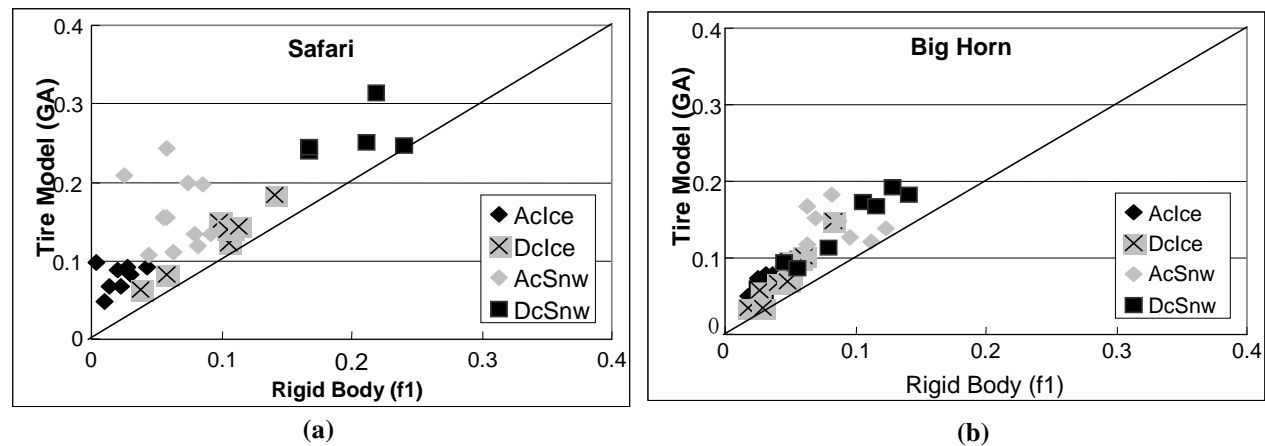 Safari
Tire Model (GA)
0.4
0.3
0.2
0.1
0
0
0.1
0.2
0.3
0.4
Rigid Body (f1)
AcIce
DcIce
AcSnw
DcSnw
(a)
Big Horn
Tire Model (GA)
0.4
0.3
0.2
0.1
0
0
0.1
0.2
0.3
0.4
Rigid Body (f1)
AcIce
DcIce
AcSnw
DcSnw
(b)